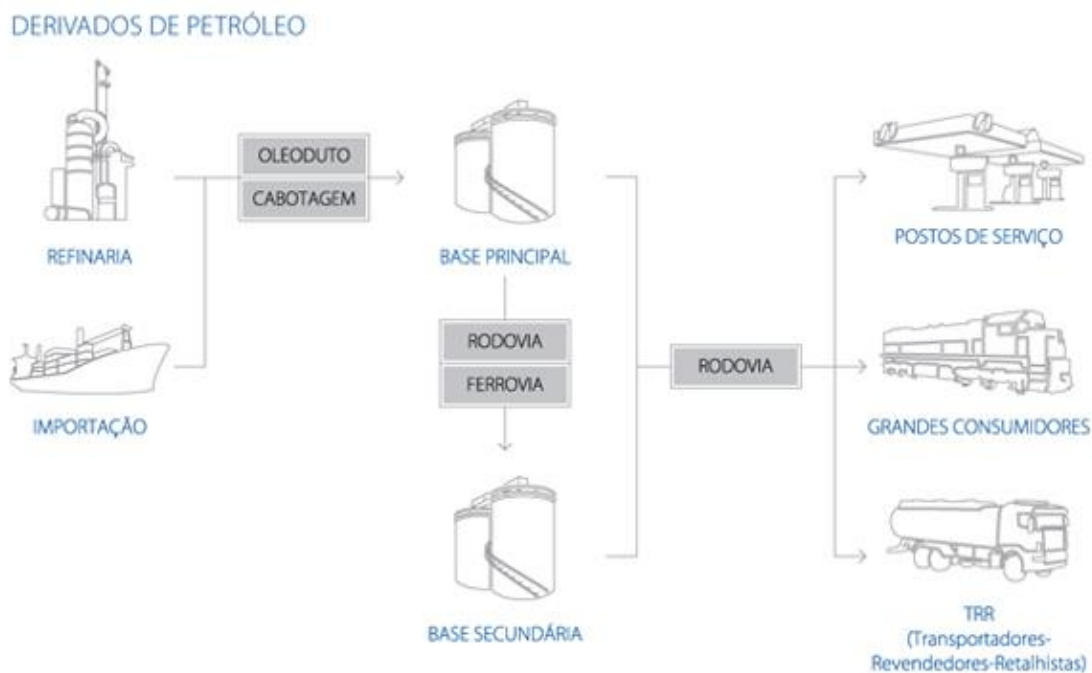 DERIVADOS DE PETRÓLEO
OLEODUTO
CABOTAGEM
REFINARIA
BASE PRINCIPAL
POSTOS DE SERVIÇO
IMPORTAÇÃO
RODOVIA
FERROVIA
RODOVIA
GRANDES CONSUMIDORES
BASE SECUNDÁRIA
TRR
(Transportadores-
Revendedores-Retalhistas)